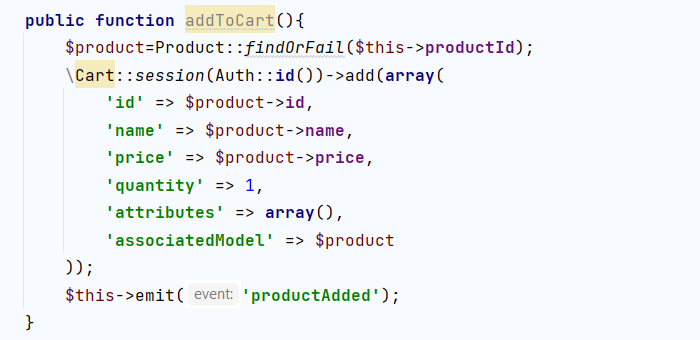 public function addToCart(){
$product=Product::findOrFail($this->productId);
\Cart::session(Auth::id())->add(array(
'id' => $product->id,
'name' => $product->name,
'price' => $product->price,
'quantity' => 1,
'attributes' => array(),
'associatedModel' => $product
));
$this->emit( event: 'productAdded');
}